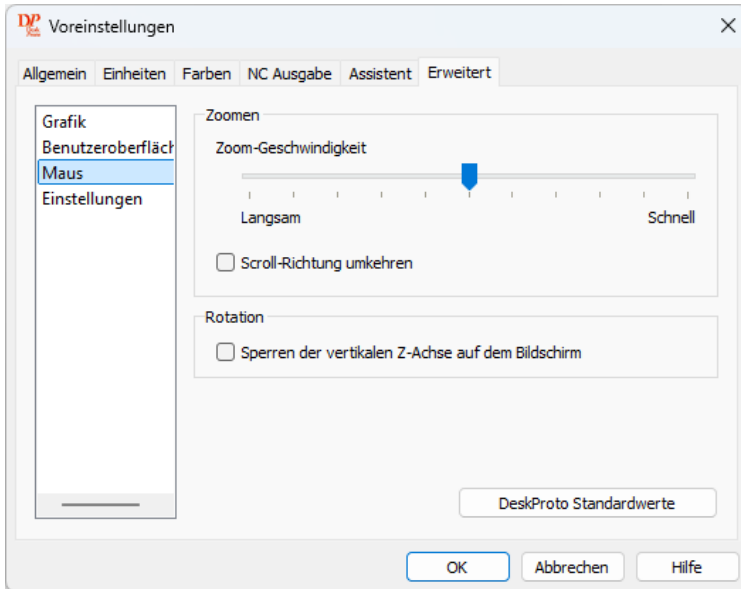 DP
Voreinstellungen
Allgemein Einheiten Farben NC Ausgabe Assistent Erweitert
Grafik
Benutzeroberfläch
Maus
Einstellungen
Zoomen
Zoom-Geschwindigkeit
Langsam Schnell
Scroll-Richtung umkehren
Rotation
Sperren der vertikalen Z-Achse auf dem Bildschirm
DeskProto Standardwerte
OK Abbrechen Hilfe